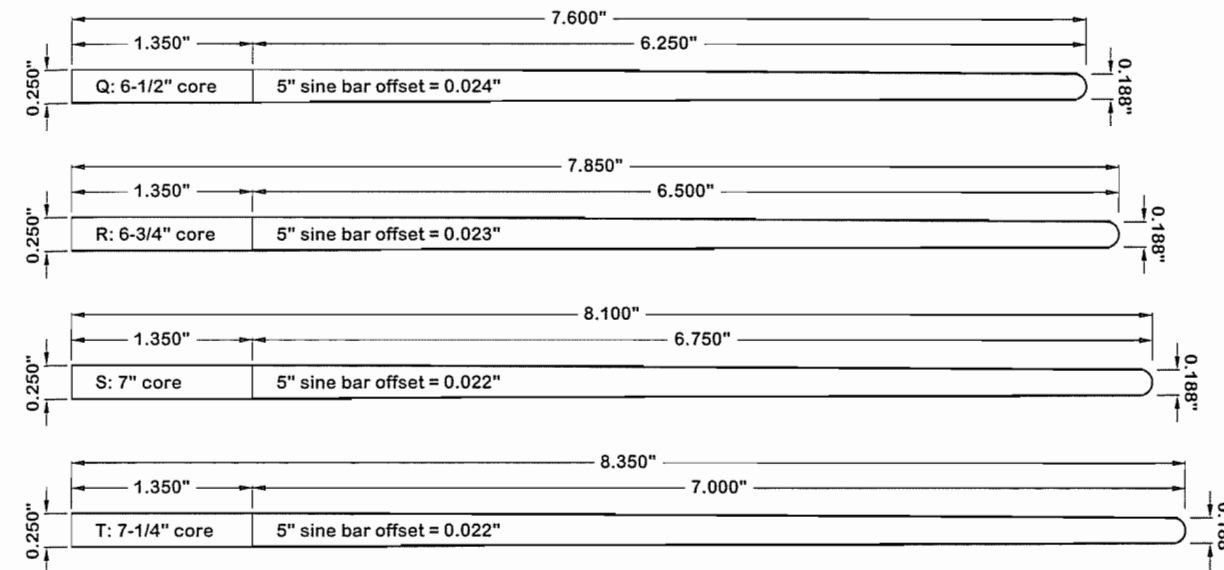 7.600"
1.350" 6.250"
0.250" Q: 6-1/2" core 5" sine bar offset = 0.024" 0.188"
7.850"
1.350" 6.500"
0.250" R: 6-3/4" core 5" sine bar offset = 0.023" 0.188"
8.100"
1.350" 6.750"
0.250" S: 7" core 5" sine bar offset = 0.022" 0.188"
8.350"
1.350" 7.000"
0.250" T: 7-1/4" core 5" sine bar offset = 0.022"